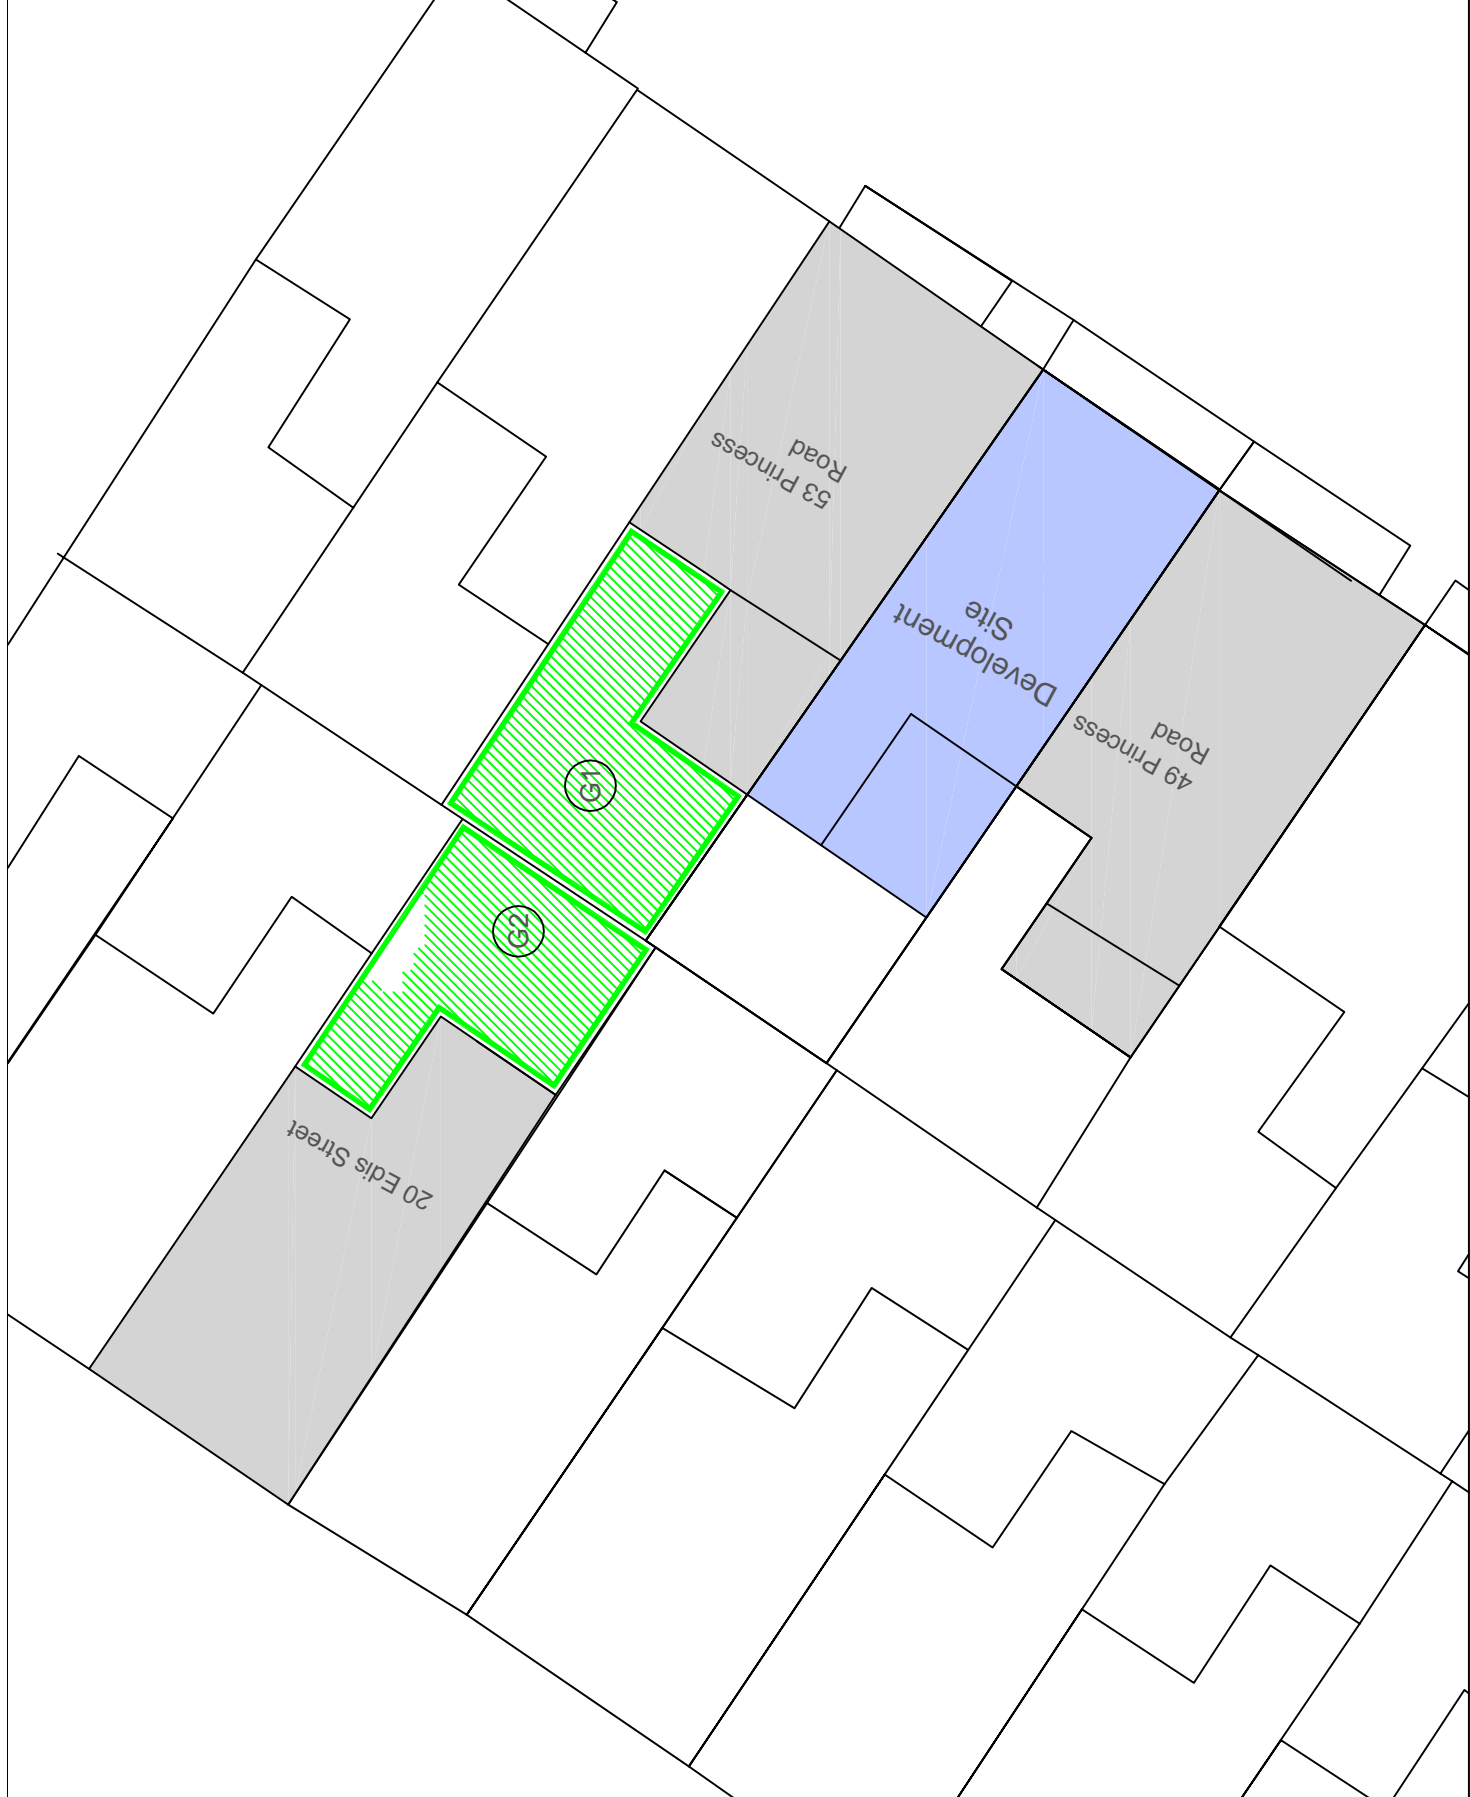 53 Princess
Road
Development
Site
49 Princess
Road
G1
G2
20 Edis Street